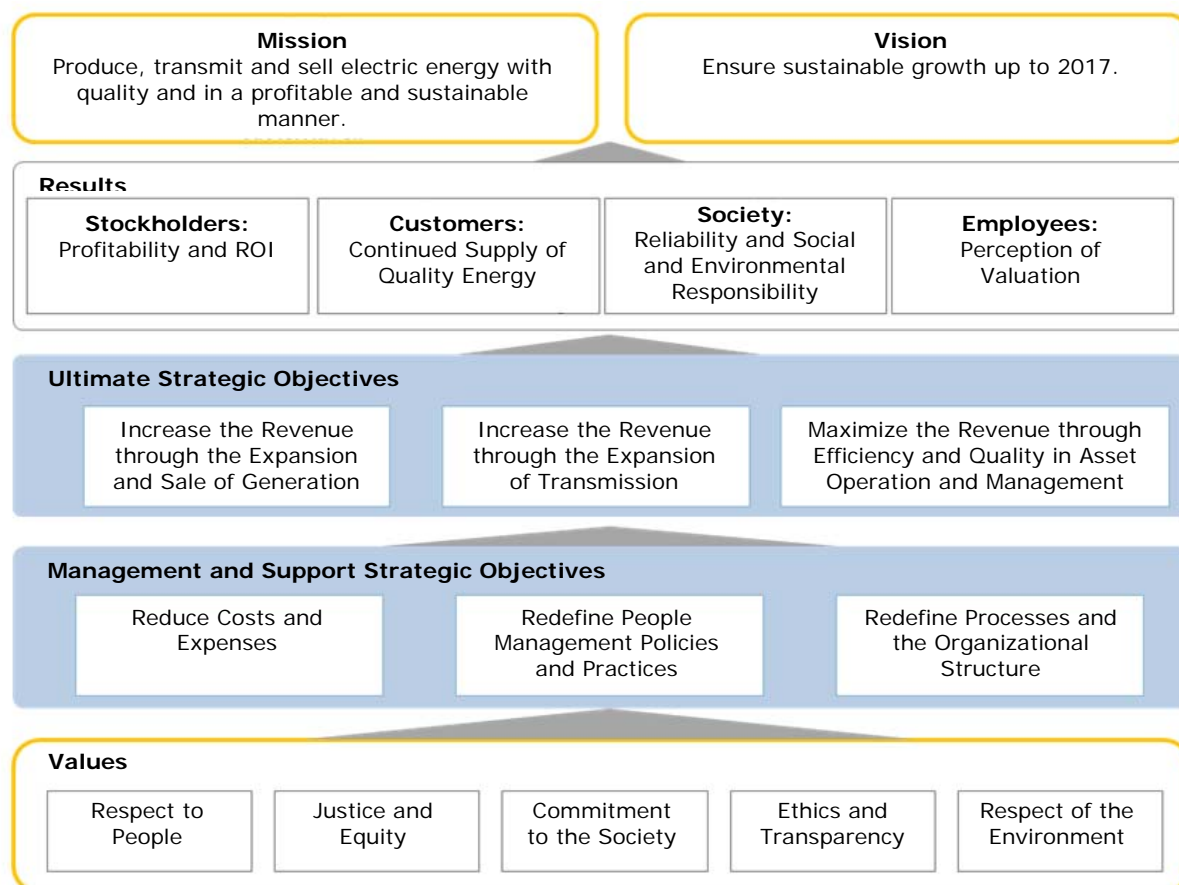 Mission
Produce, transmit and sell electric energy with
quality and in a profitable and sustainable
manner.
Vision
Ensure sustainable growth up to 2017.
Results
Stockholders:
Profitability and ROI
Customers:
Continued Supply of
Quality Energy
Society:
Reliability and Social
and Environmental
Responsibility
Employees:
Perception of
Valuation
Ultimate Strategic Objectives
Increase the Revenue
through the Expansion
and Sale of Generation
Increase the Revenue
through the Expansion
of Transmission
Maximize the Revenue through
Efficiency and Quality in Asset
Operation and Management
Management and Support Strategic Objectives
Reduce Costs and
Expenses
Redefine People
Management Policies
and Practices
Redefine Processes and
the Organizational
Structure
Values
Respect to
People
Justice and
Equity
Commitment
to the Society
Ethics and
Transparency
Respect of the
Environment